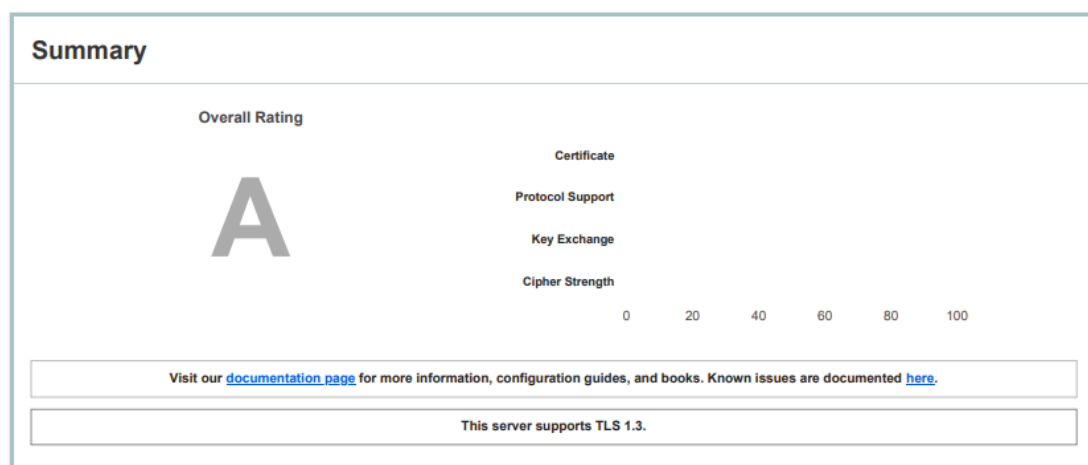 Summary
Overall Rating
A
Certificate
Protocol Support
Key Exchange
Cipher Strength
0 20 40 60 80 100
Visit our documentation page for more information, configuration guides, and books. Known issues are documented here.
This server supports TLS 1.3.